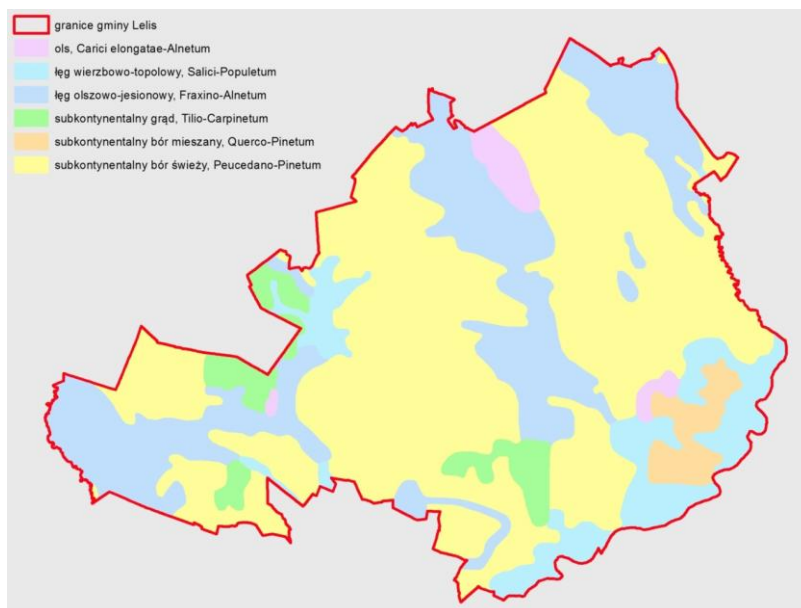 granice gminy Lelis
ols, Carici elongatae-Alnetum
łęg wierzbowo-topolowy, Salici-Populetum
łęg olszowo-jesionowy, Fraxino-Alnetum
subkontynentalny grąd, Tilio-Carpinetum
subkontynentalny bór mieszany, Querco-Pinetum
subkontynentalny bór świeży, Peucedano-Pinetum